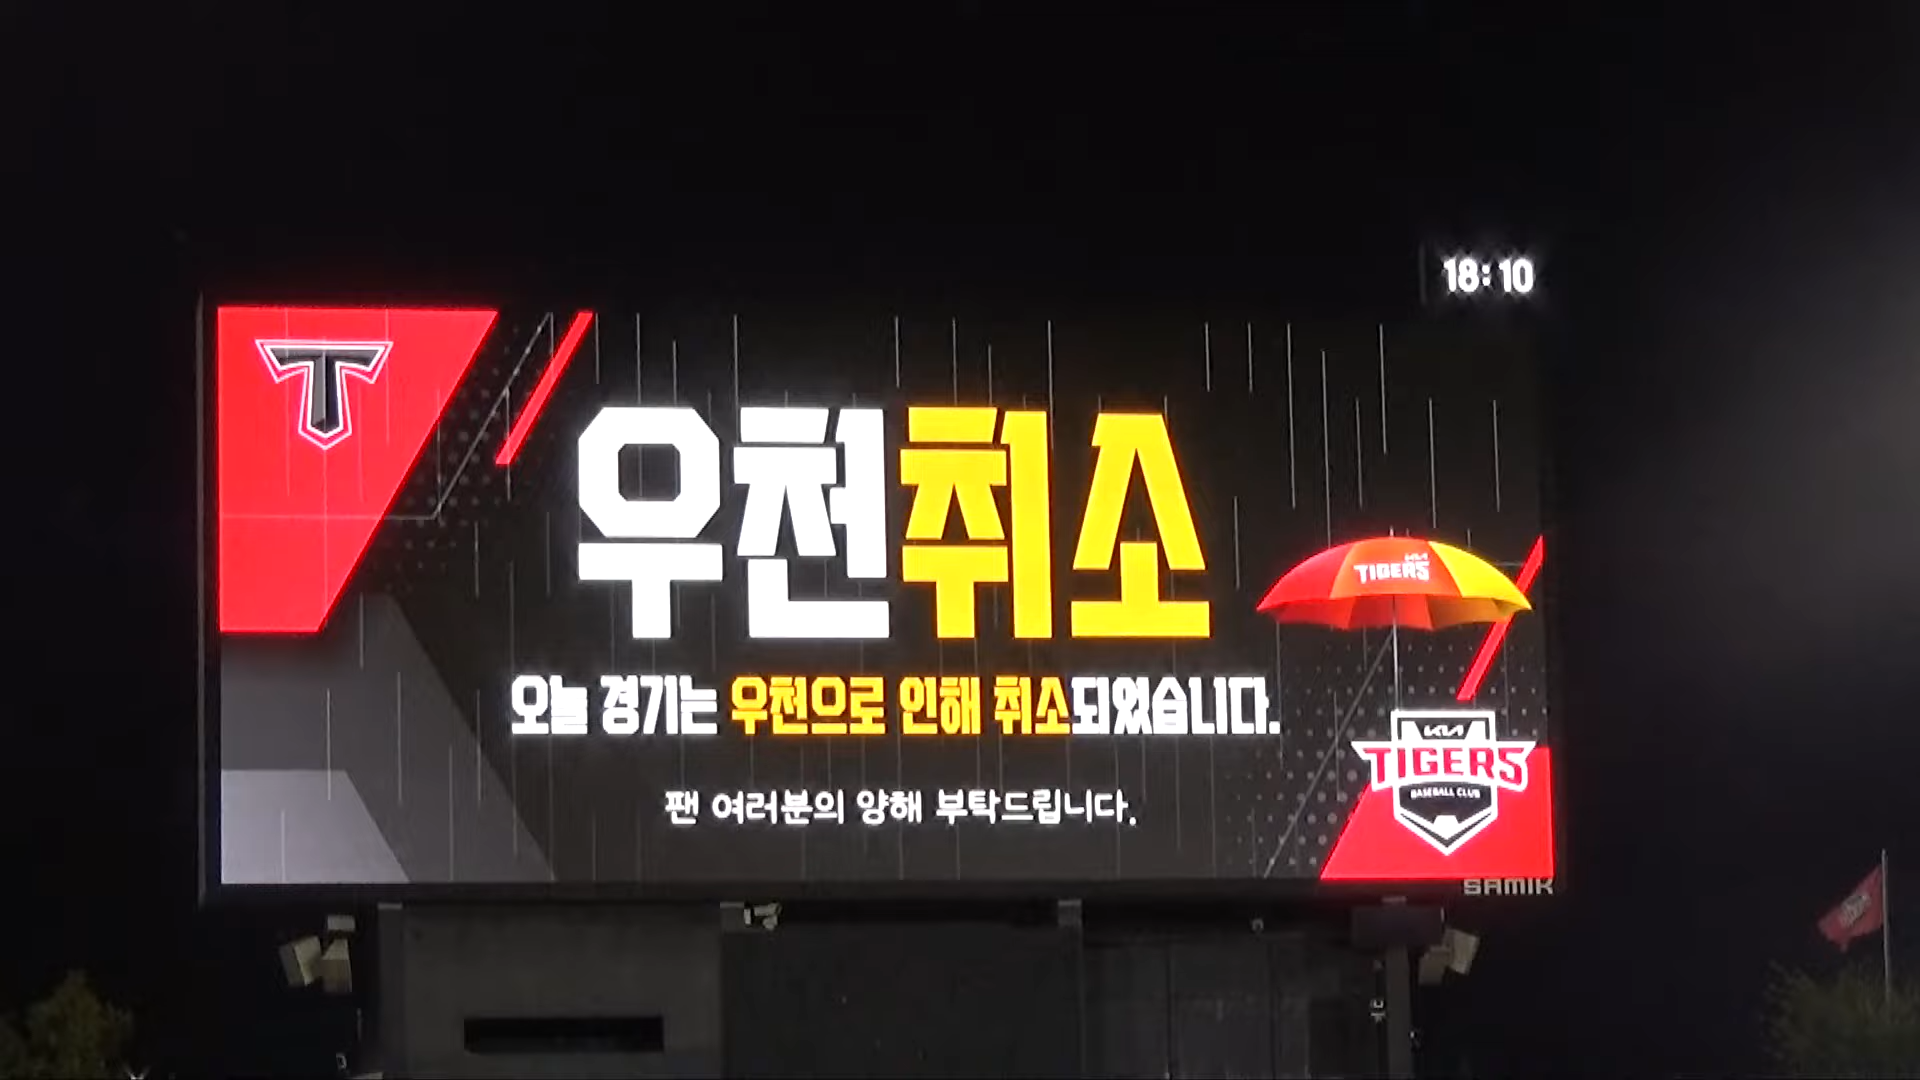 18:10
T
우천취소
KIA
TIGERS
오늘 경기는 우천으로 인해 취소되었습니다.
KIA
TIGERS
BASEBALL CLUB
팬 여러분의 양해 부탁드립니다.
SAMIK